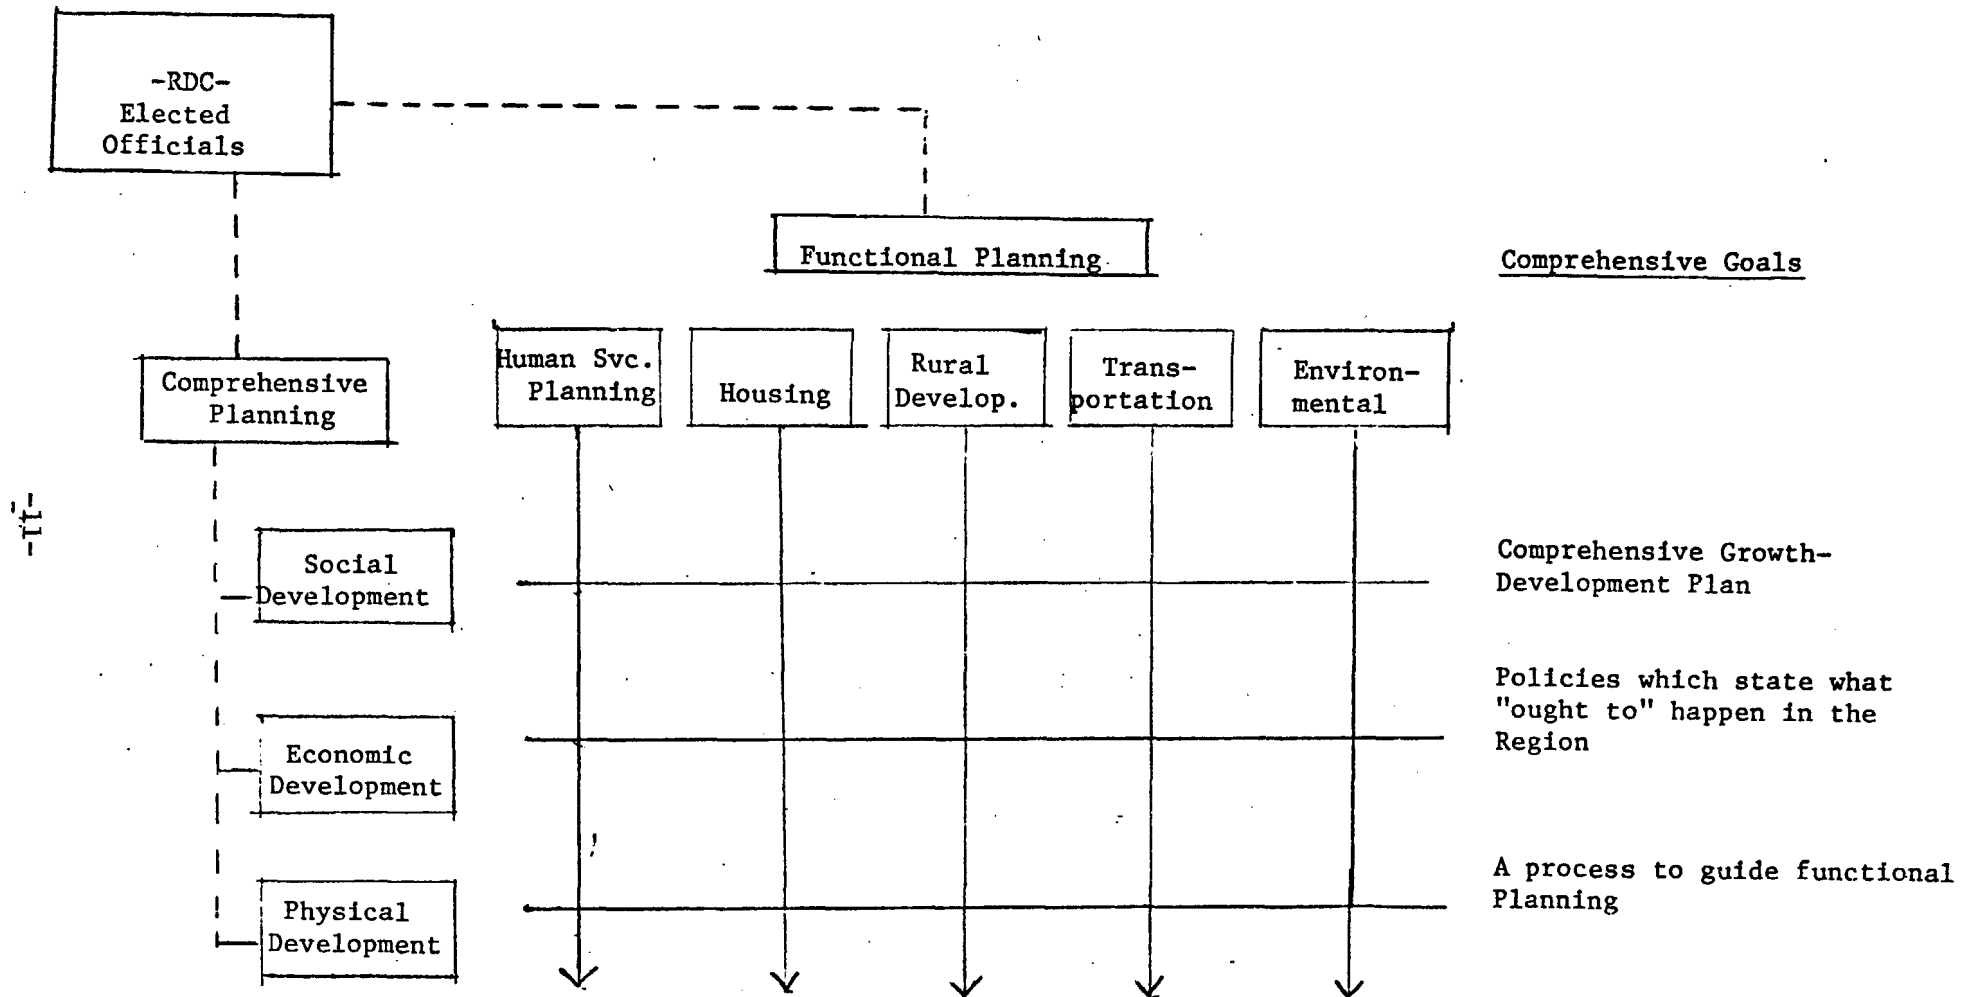 -RDC-
Elected
Officials
Functional Planning
Comprehensive Goals
Comprehensive
Planning
Human Svc.
Planning
Housing
Rural
Develop.
Trans-
portation
Environ-
mental
-11-
Social
Development
Comprehensive Growth-
Development Plan
Economic
Development
Policies which state what
"ought to" happen in the
Region
Physical
Development
A process to guide functional
Planning